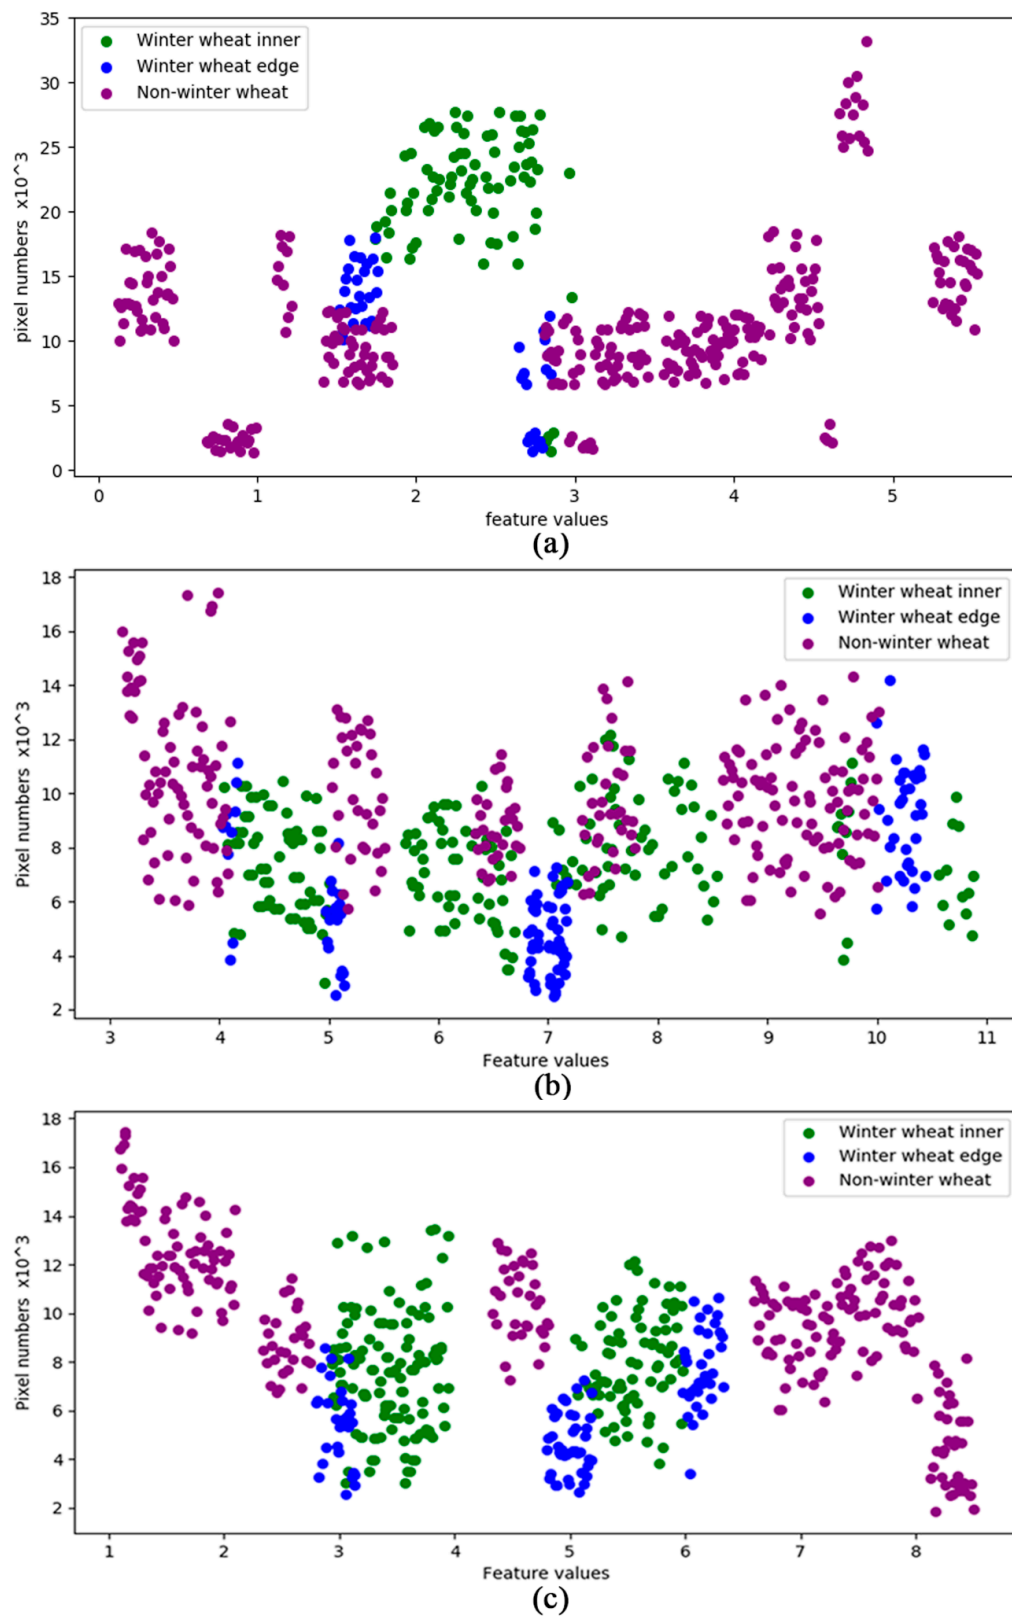 35
Winter wheat inner
Winter wheat edge
Non-winter wheat
30
25
20
15
10
5
0
pixel numbers x10^3
0 1 2 3 4 5
feature values
(a)
18
Winter wheat inner
Winter wheat edge
Non-winter wheat
16
14
12
10
8
6
4
2
Pixel numbers x10^3
3 4 5 6 7 8 9 10 11
Feature values
(b)
18
Winter wheat inner
Winter wheat edge
Non-winter wheat
16
14
12
10
8
6
4
2
Pixel numbers x10^3
1 2 3 4 5 6 7 8
Feature values
(c)